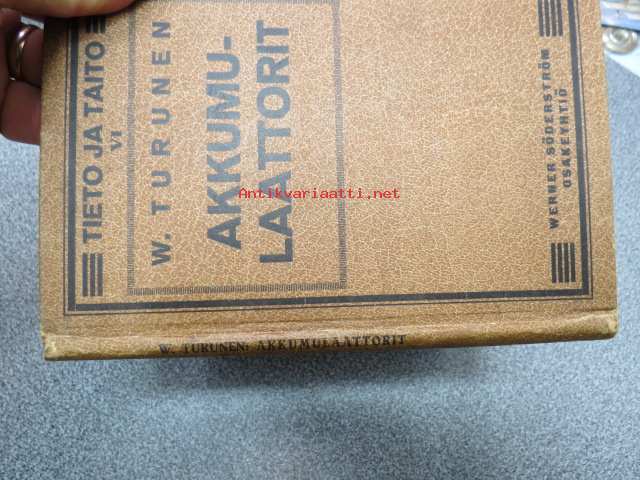 TIETO JA TAITO
VI
W. TURUNEN
AKKUMU-
LAATTORIT
WERNER SÖDERSTRÖM
OSAKEYHTIÖ
W. TURUNEN: AKKUMULAATTORIT
Antikvariaatti.net